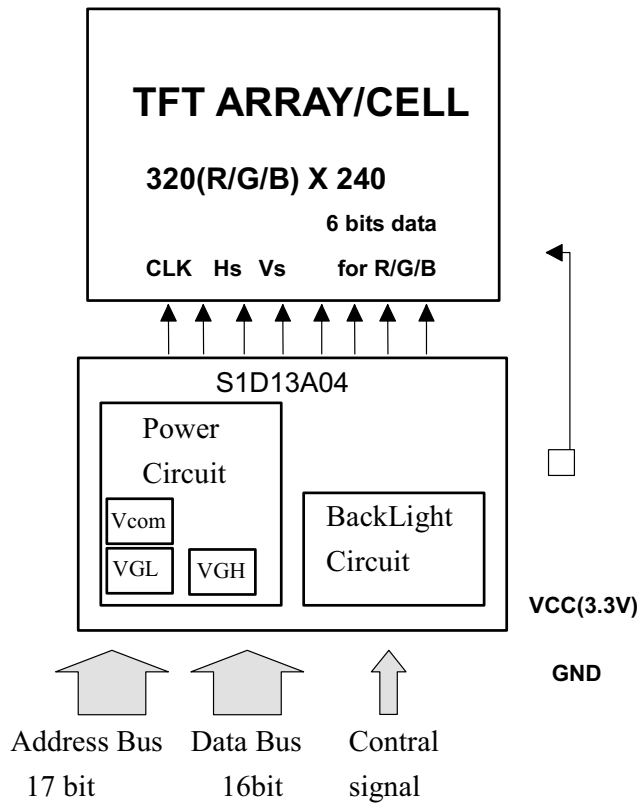 TFT ARRAY/CELL
320(R/G/B) X 240
6 bits data
CLK Hs Vs for R/G/B
S1D13A04
Power
Circuit
Vcom
VGL VGH
BackLight
Circuit
VCC(3.3V)
GND
Address Bus
17 bit
Data Bus
16bit
Contral
signal